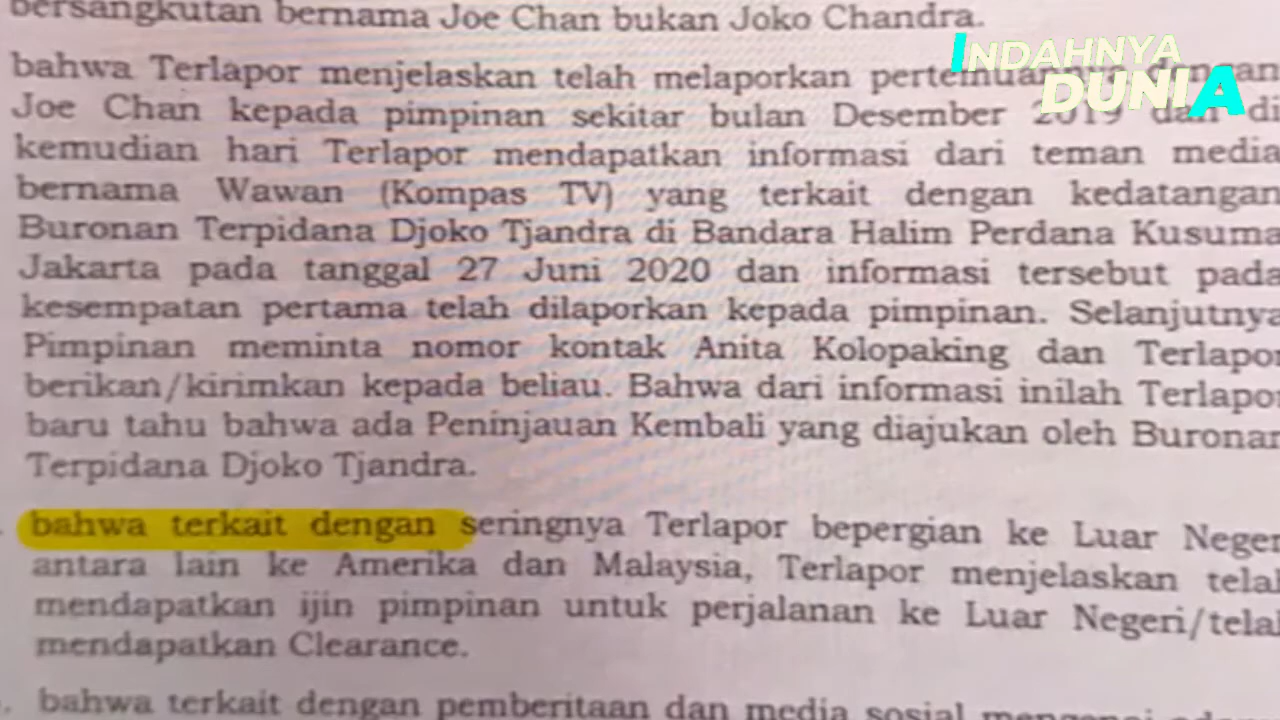 bersangkutan bernama Joe Chan bukan Joko Chandra.
INDAHNYA
DUNIA
bahwa Terlapor menjelaskan telah melaporkan
Joe Chan kepada pimpinan sekitar bulan Desember 2019 dan di
kemudian hari Terlapor mendapatkan informasi dari teman media
bernama Wawan (Kompas TV) yang terkait dengan kedatangan
Buronan Terpidana Djoko Tjandra di Bandara Halim Perdana Kusuma
Jakarta pada tanggal 27 Juni 2020 dan informasi tersebut pada
kesempatan pertama telah dilaporkan kepada pimpinan. Selanjutnya
Pimpinan meminta nomor kontak Anita Kolopaking dan Terlapor
berikan/kirimkan kepada beliau. Bahwa dari informasi inilah Terlapor
baru tahu bahwa ada Peninjauan Kembali yang diajukan oleh Buronan
Terpidana Djoko Tjandra.
bahwa terkait dengan seringnya Terlapor bepergian ke Luar Neger
antara lain ke Amerika dan Malaysia, Terlapor menjelaskan telah
mendapatkan ijin pimpinan untuk perjalanan ke Luar Negeri/telah
mendapatkan Clearance.
bahwa terkait dengan pemberitaan dan media sosial mengenai